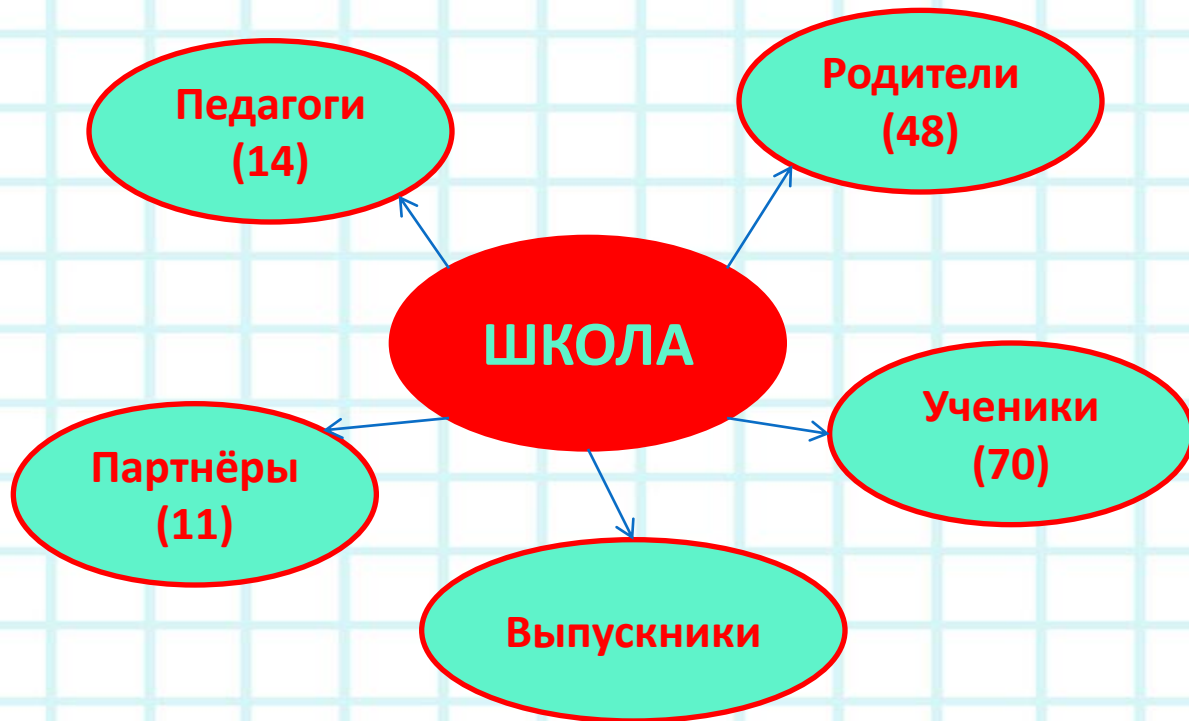 Педагоги
(14)
Родители
(48)
ШКОЛА
Ученики
(70)
Партнёры
(11)
Выпускники